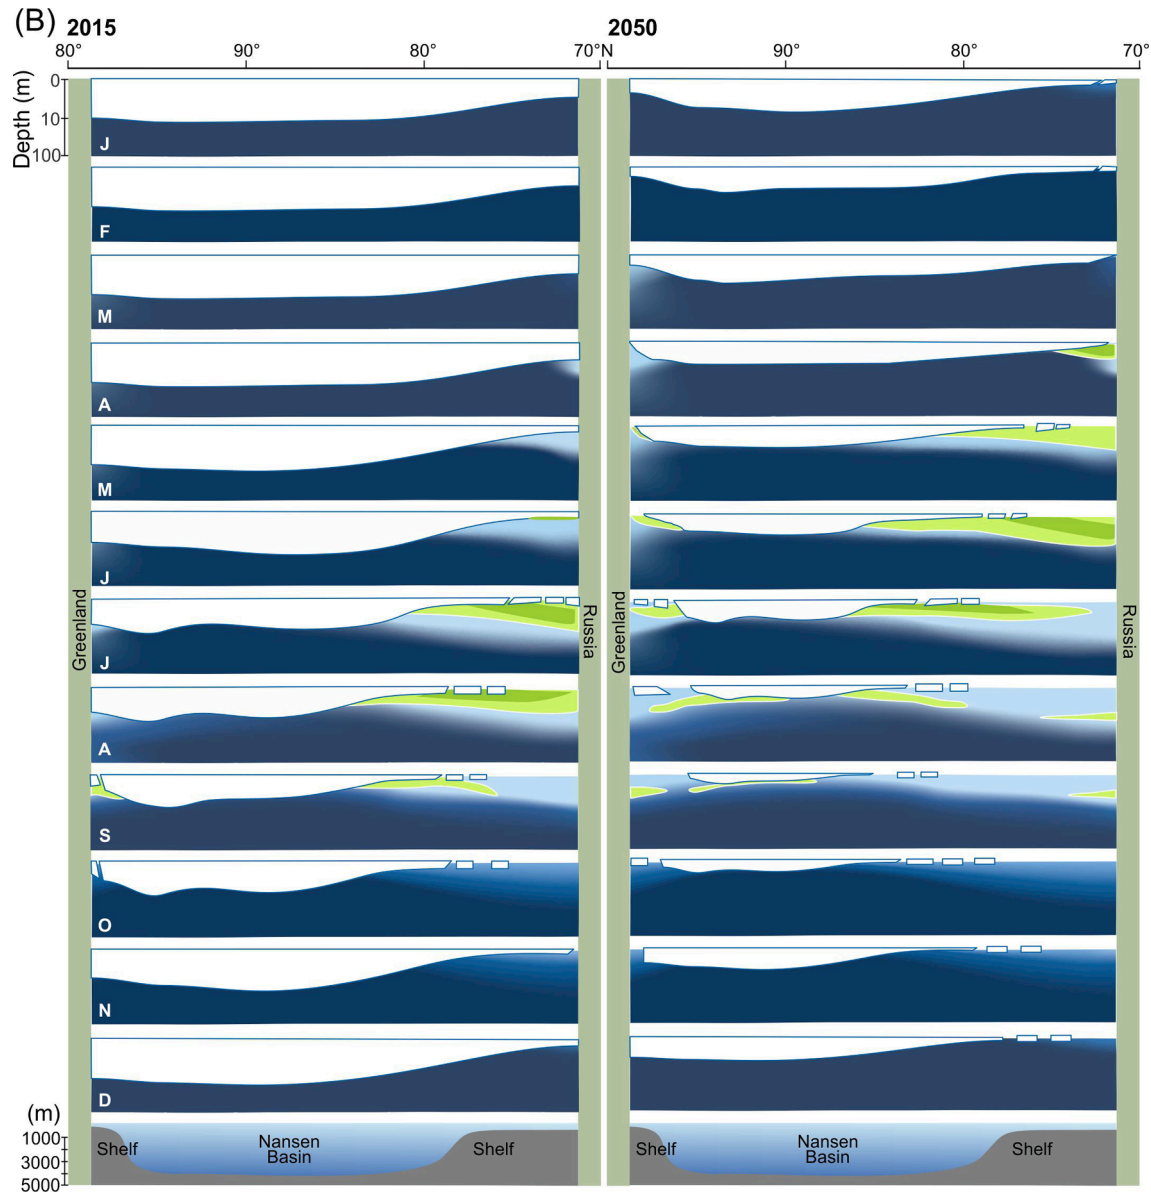 (B) 2015 2050
80° 90° 80° 70°N 90° 80° 70°
Depth (m)
0
10
100
J
F
M
A
M
J
J
A
S
O
N
D
Greenland
Russia
Greenland
Russia
(m)
1000
3000
5000
Shelf
Nansen
Basin
Shelf
Shelf
Nansen
Basin
Shelf